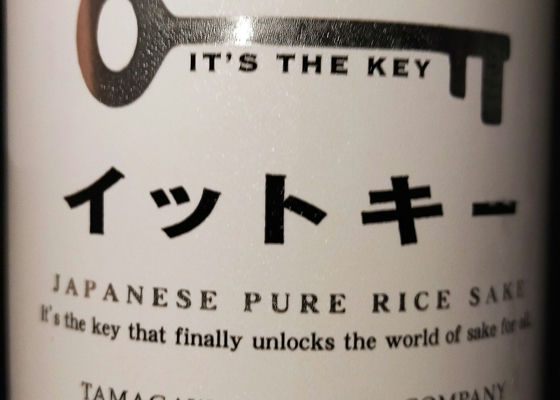 IT'S THE KEY
イットキー
JAPANESE PURE RICE SAKE
It's the key that finally unlocks the world of sake for all.
COMPANY